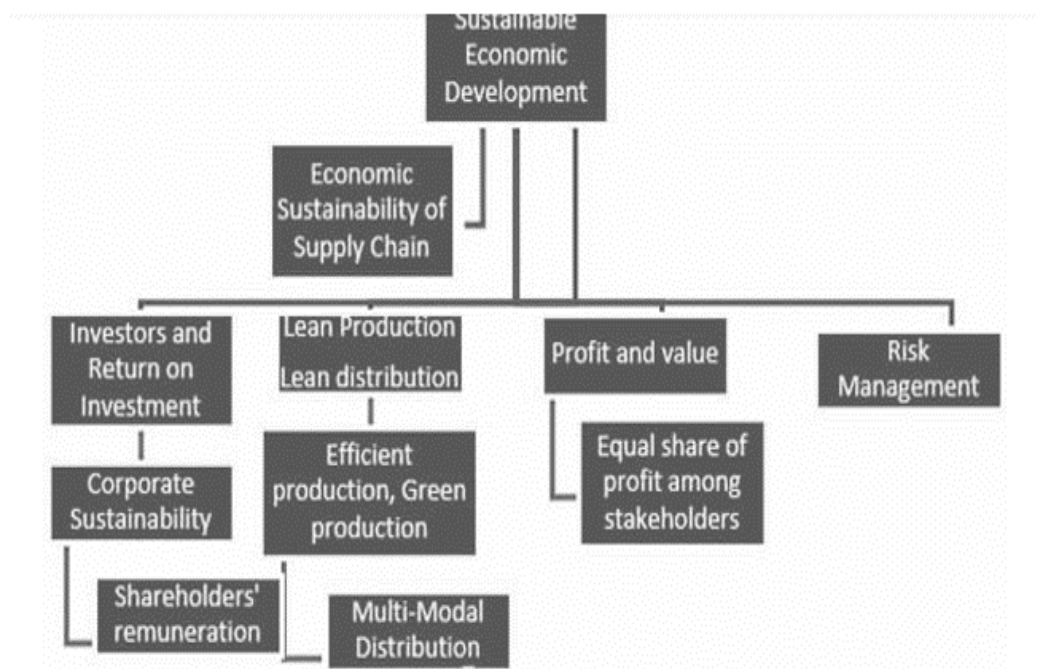 Sustainable
Economic
Development
Economic
Sustainability of
Supply Chain
Investors and
Return on
Investment
Lean Production
Lean distribution
Profit and value
Risk
Management
Corporate
Sustainability
Efficient
production, Green
production
Equal share of
profit among
stakeholders
Shareholders'
remuneration
Multi-Modal
Distribution